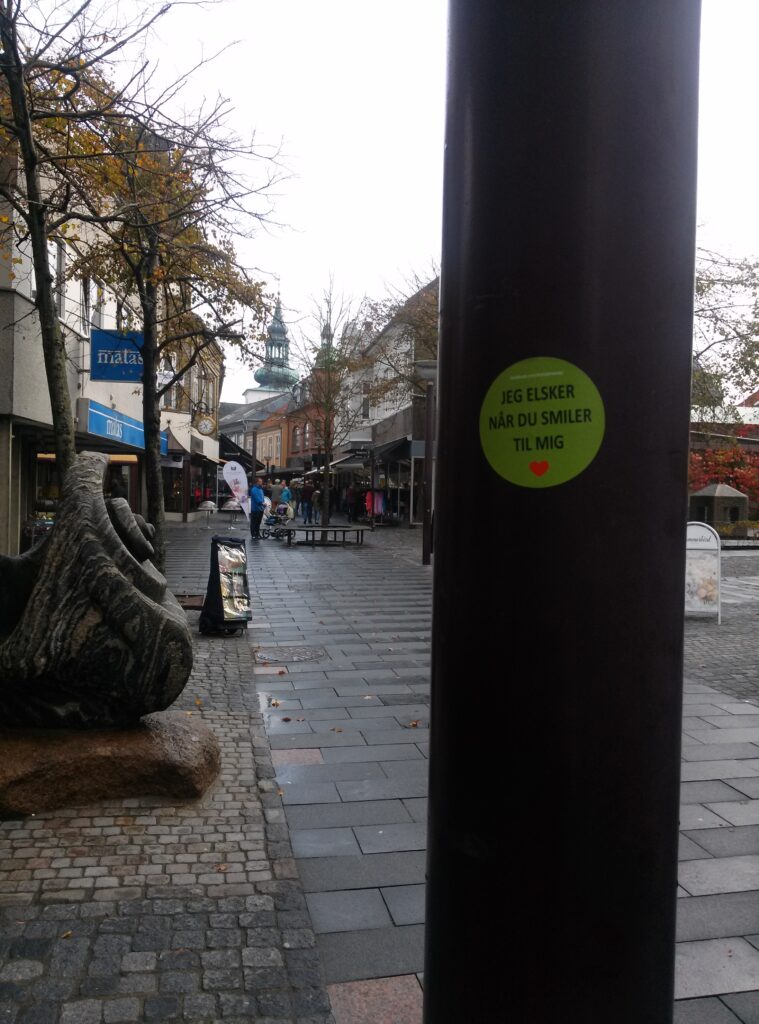 matas
matas
JEG ELSKER
NÅR DU SMILER
TIL MIG